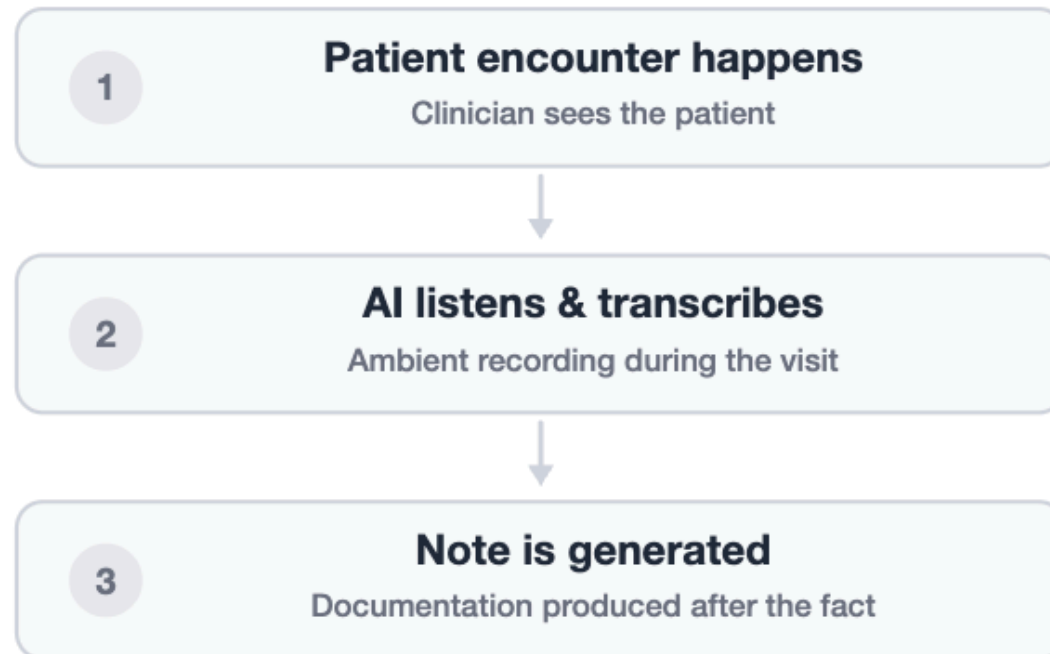 1
Patient encounter happens
Clinician sees the patient
2
AI listens & transcribes
Ambient recording during the visit
3
Note is generated
Documentation produced after the fact